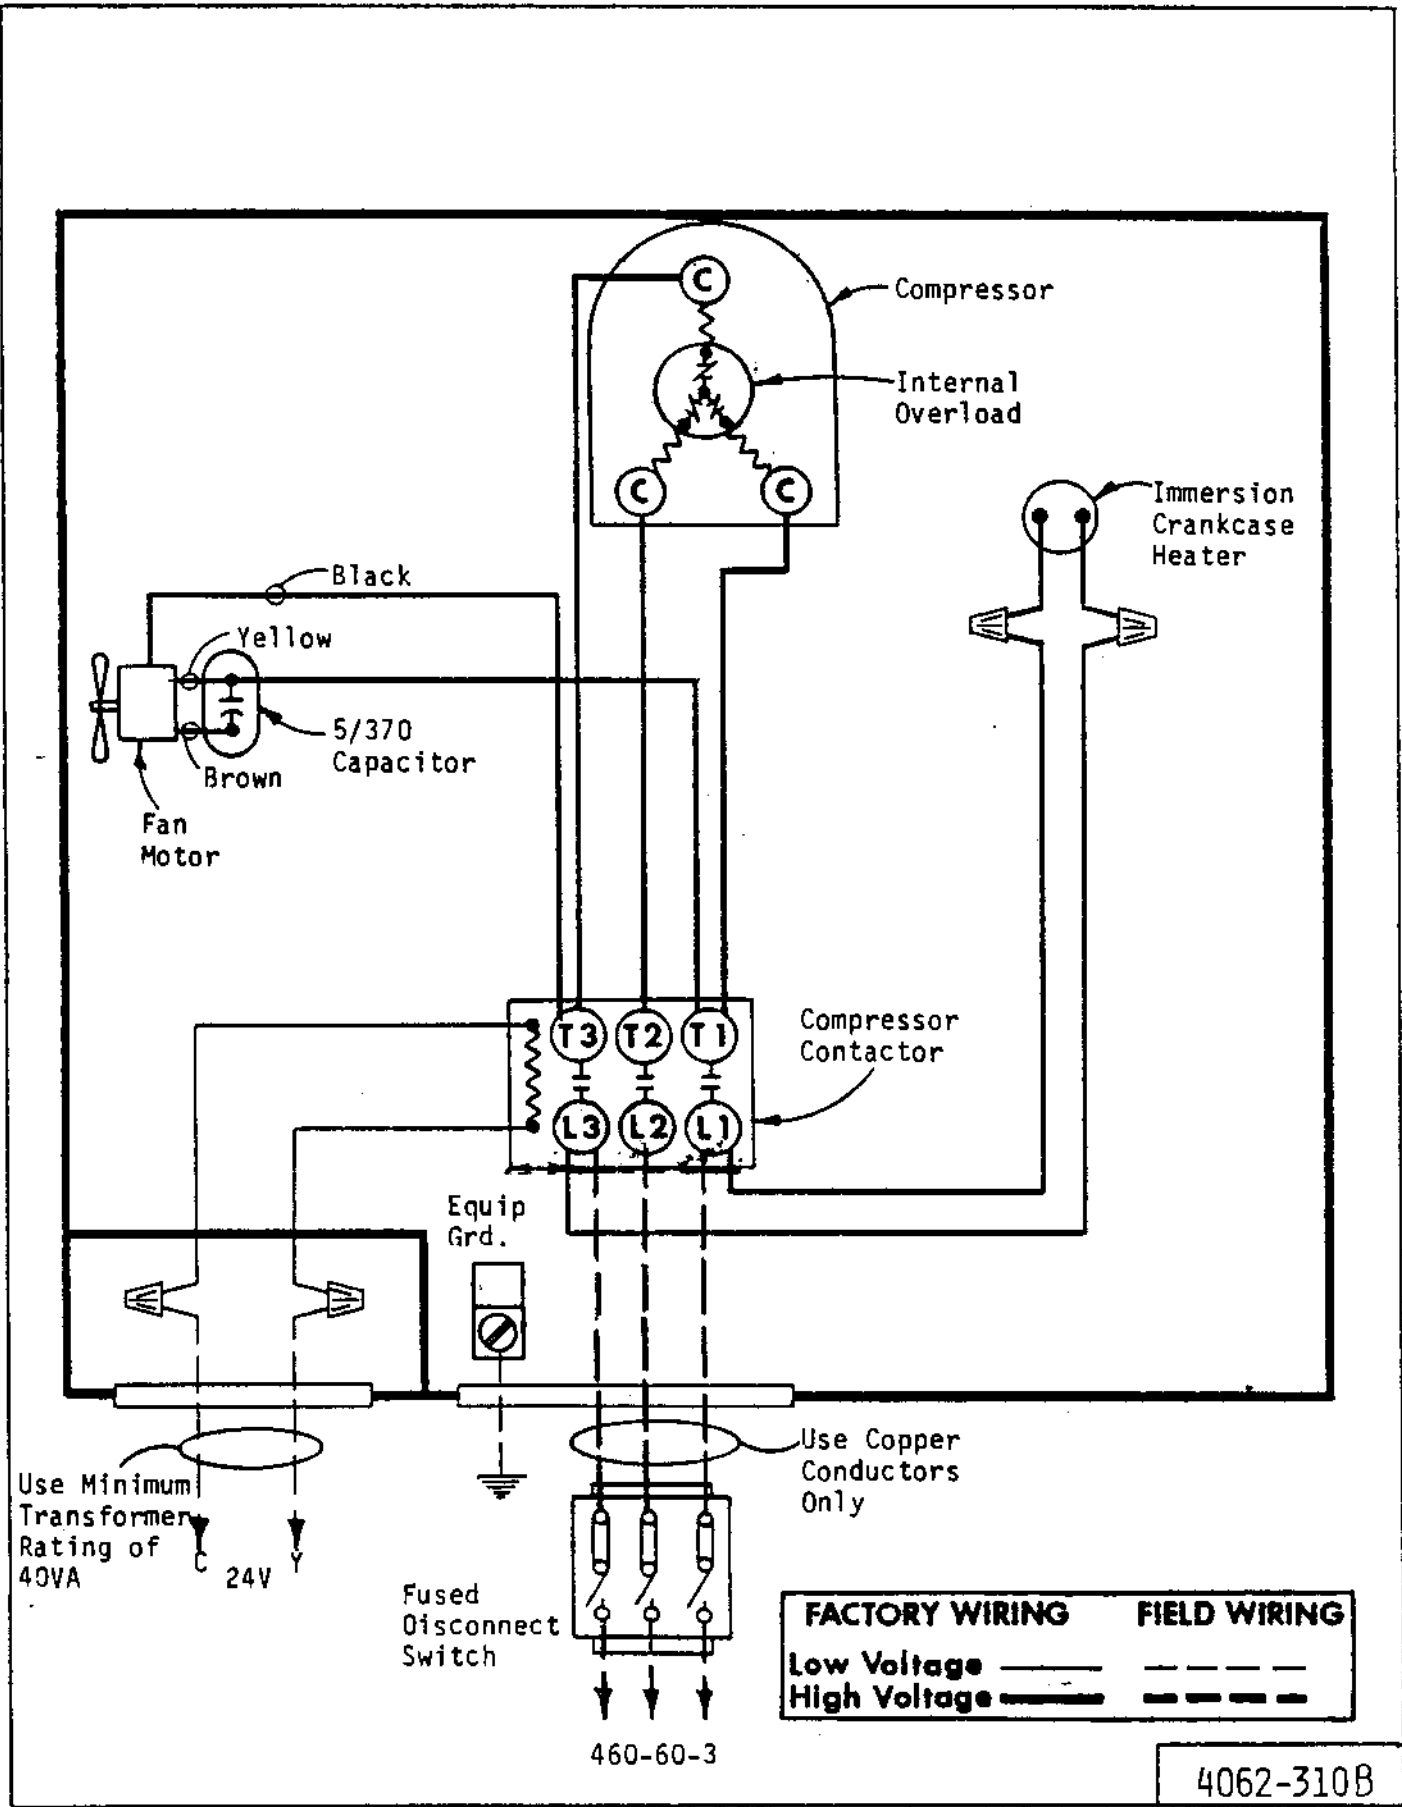 C
Compressor
Internal
Overload
C
C
Immersion
Crankcase
Heater
Black
Yellow
5/370
Capacitor
Brown
Fan
Motor
T3
T2
T1
Compressor
Contactor
L3
L2
L1
Equip
Grd.
Use Copper
Conductors
Only
Use Minimum
Transformer
Rating of
40VA
C
24V
Y
Fused
Disconnect
Switch
FACTORY WIRING
FIELD WIRING
Low Voltage
High Voltage
460-60-3
4062-310B